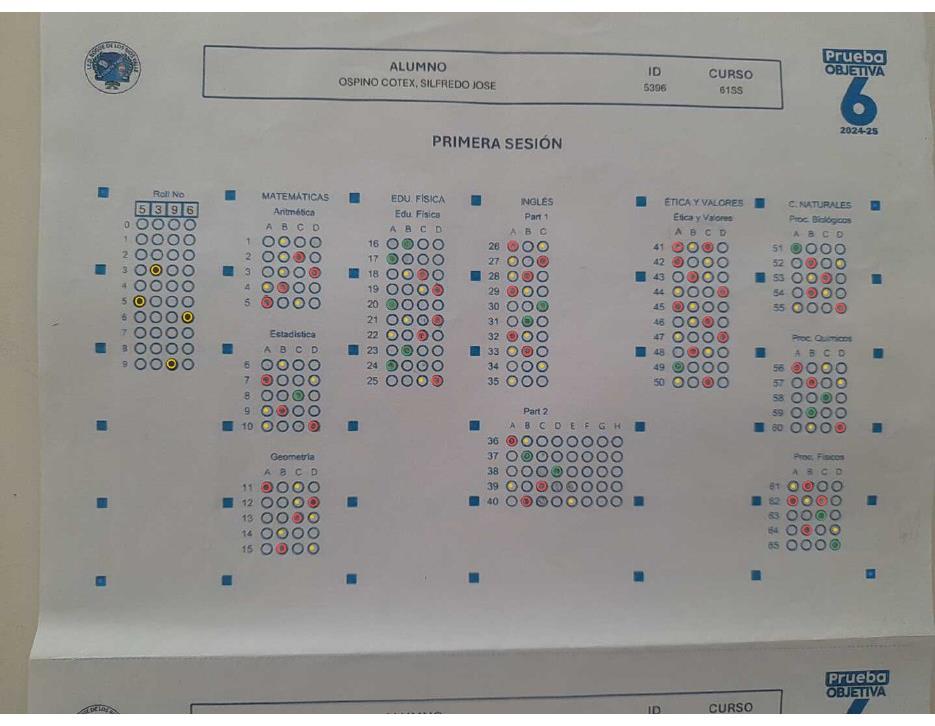 I.E.D. ROQUE DE LOS RIOS VALLE
ALUMNO
OSPINO COTEX, SILFREDO JOSE
ID
5396
CURSO
61SS
Prueba
OBJETIVA
6
2024-25
PRIMERA SESIÓN
Roll No
5 3 9 6
0
1
2
3
4
5
6
7
8
9
MATEMÁTICAS
Aritmética
A B C D
1
2
3
4
5
Estadística
A B C D
6
7
8
9
10
Geometría
A B C D
11
12
13
14
15
EDU. FÍSICA
Edu. Física
A B C D
16
17
18
19
20
21
22
23
24
25
INGLÉS
Part 1
A B C
26
27
28
29
30
31
32
33
34
35
Part 2
A B C D E F G H
36
37
38
39
40
ÉTICA Y VALORES
Ética y Valores
A B C D
41
42
43
44
45
46
47
48
49
50
C. NATURALES
Proc. Biológicos
A B C D
51
52
53
54
55
Proc. Químicos
A B C D
56
57
58
59
60
Proc. Físicos
A B C D
61
62
63
64
65
Prueba
OBJETIVA
ALUMNO
ID
CURSO